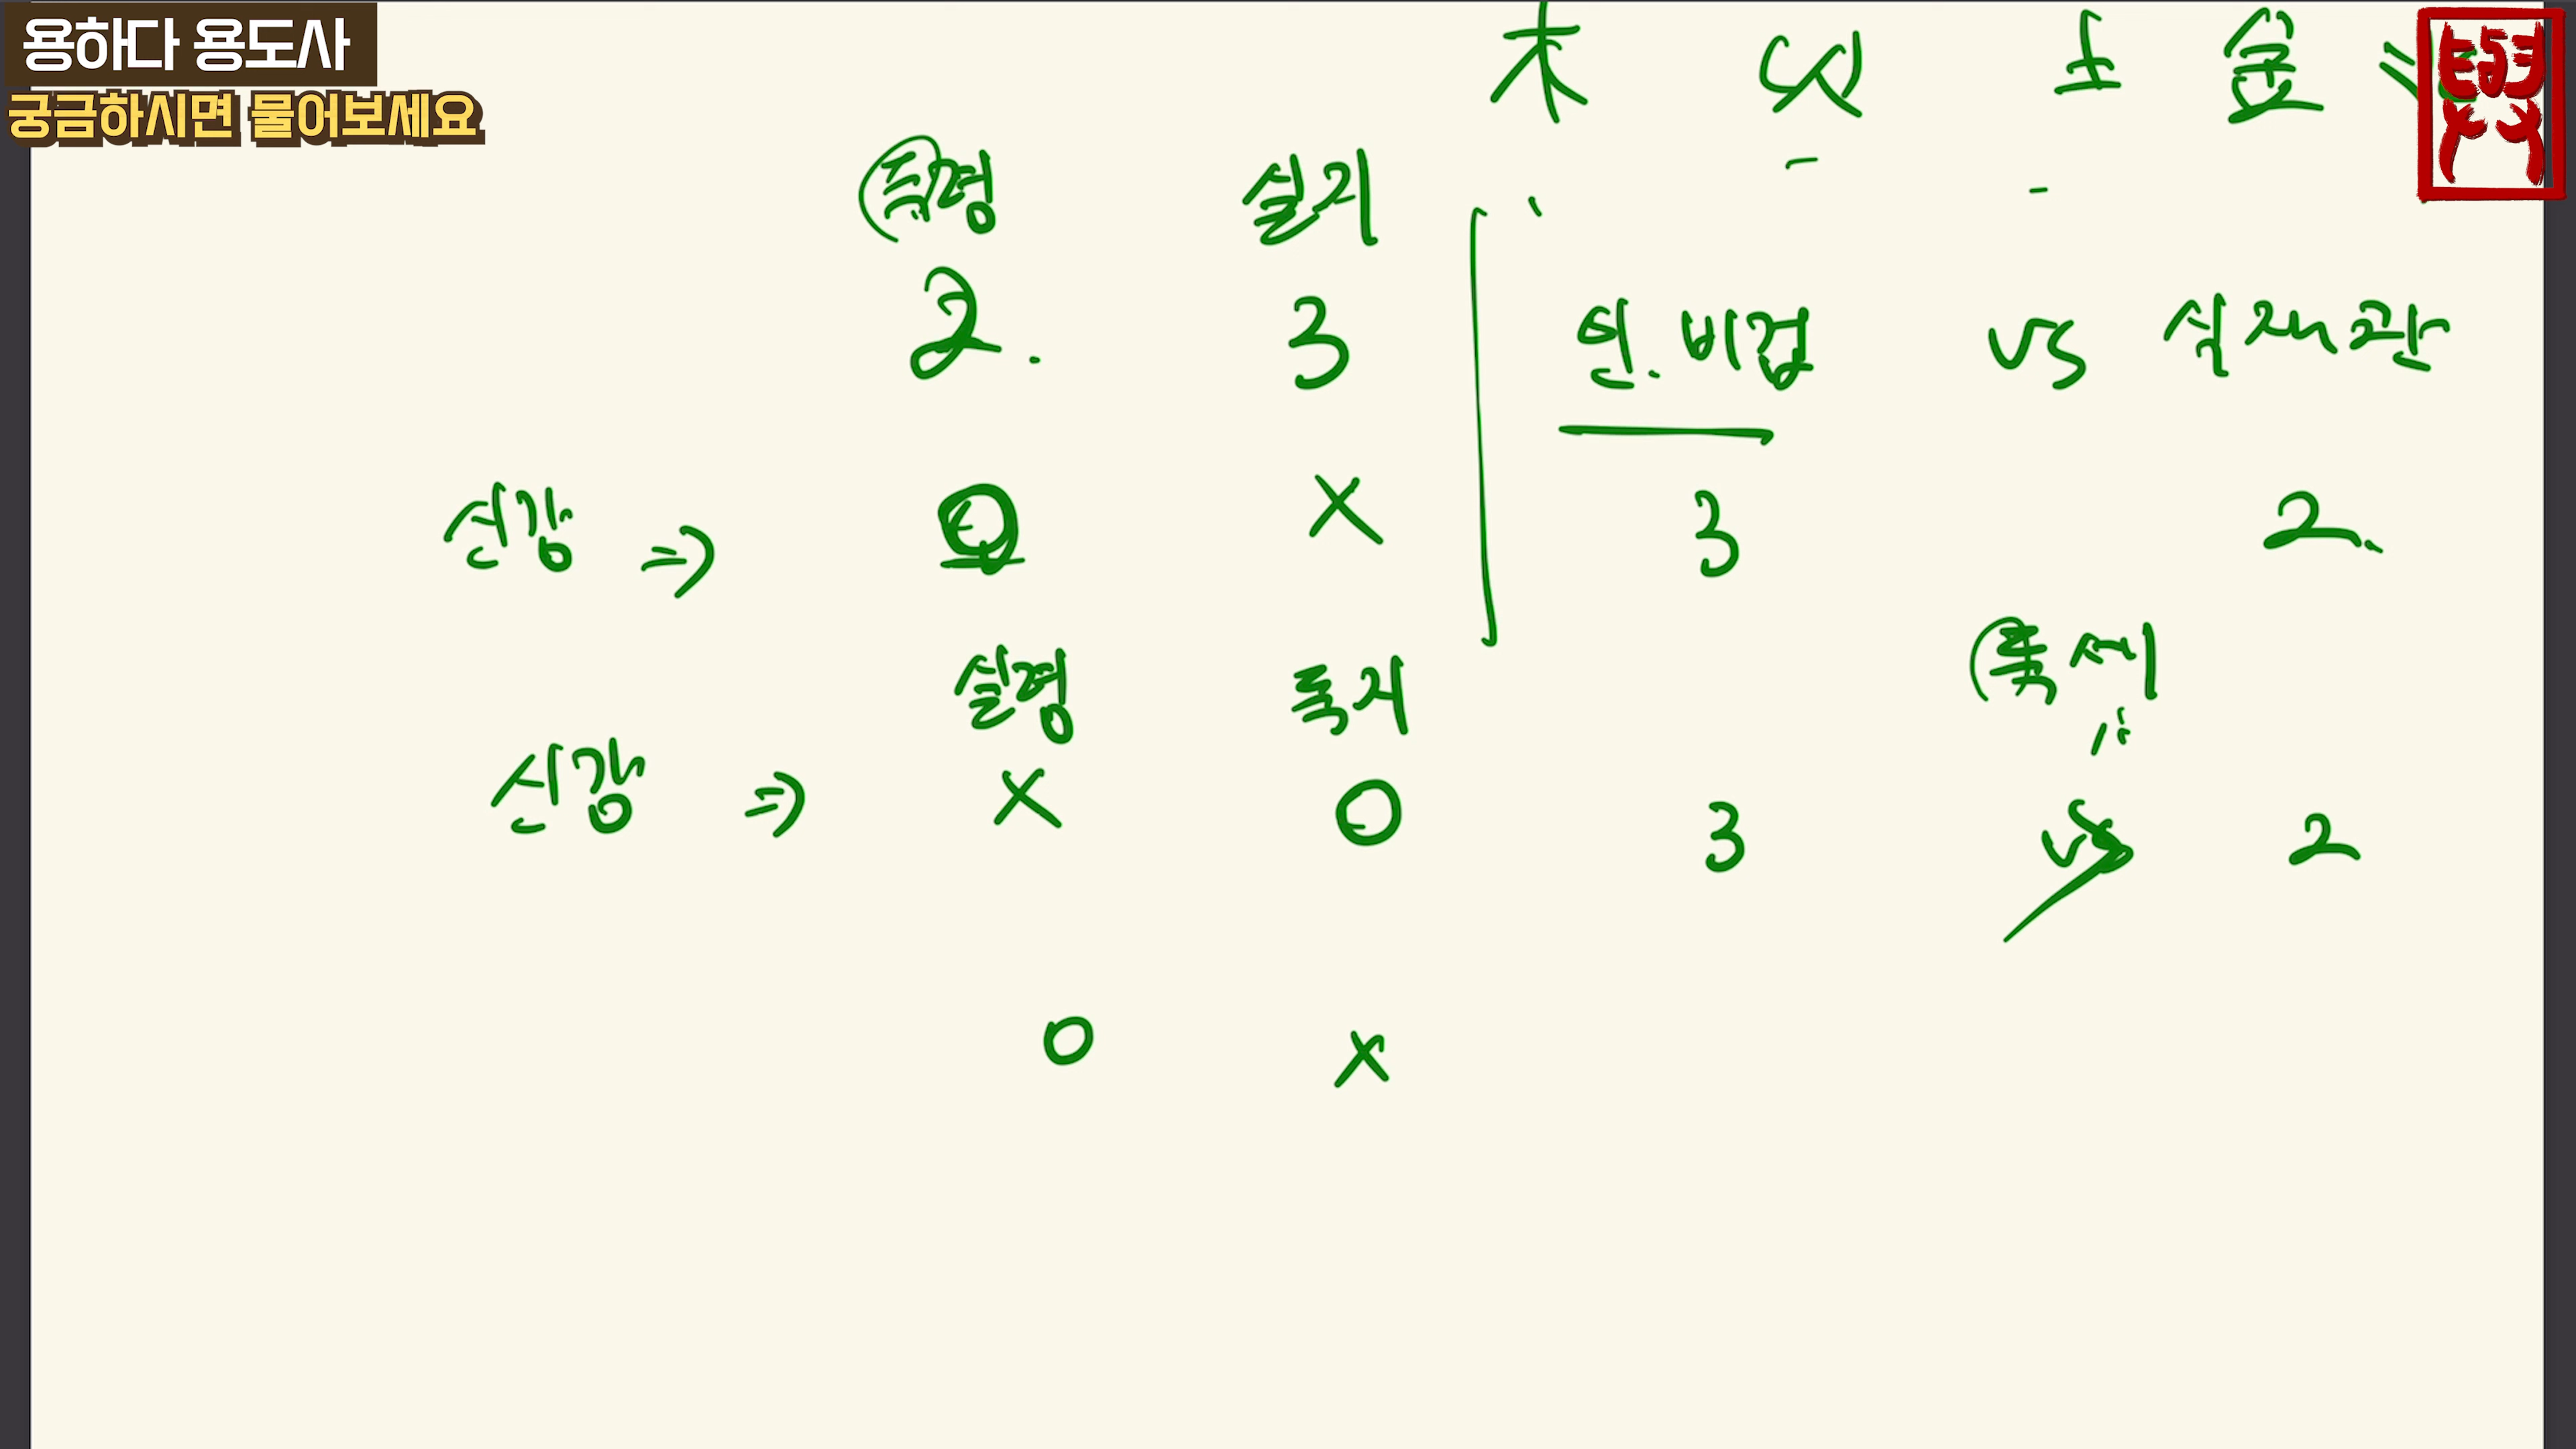 용하다 용도사
궁금하시면 물어보세요
木 火 土 金
득령 실지
2. 3 인.비겁 vs 식재관
신강 ⇒ O X 3 2.
실령 득지 득세
신강 ⇒ X O 3 vs 2
O X